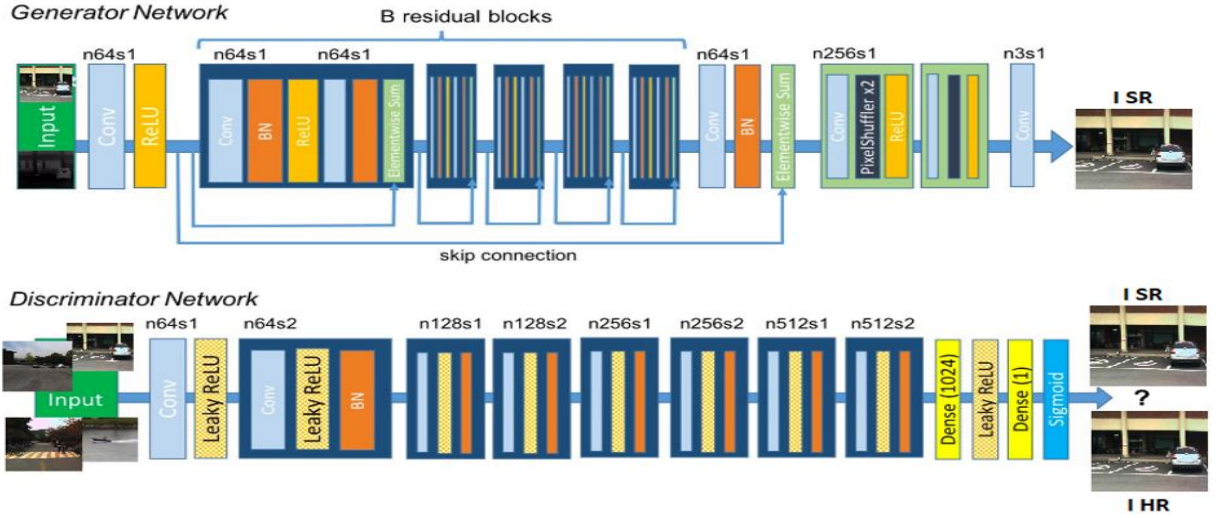 Generator Network
B residual blocks
n64s1
n64s1
n64s1
n64s1
n256s1
n3s1
Input
Conv
ReLU
Conv
BN
ReLU
Elementwise Sum
Conv
BN
Elementwise Sum
Conv
PixelShuffler x2
ReLU
Conv
I SR
skip connection
Discriminator Network
n64s1
n64s2
n128s1
n128s2
n256s1
n256s2
n512s1
n512s2
Input
Conv
Leaky ReLU
Conv
Leaky ReLU
BN
Dense (1024)
Leaky ReLU
Dense (1)
Sigmoid
I SR
?
I HR